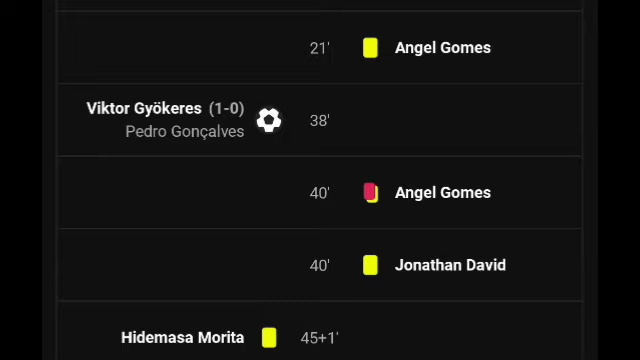 21' Angel Gomes
Viktor Gyökeres (1-0)
Pedro Gonçalves
38'
40' Angel Gomes
40' Jonathan David
Hidemasa Morita 45+1'